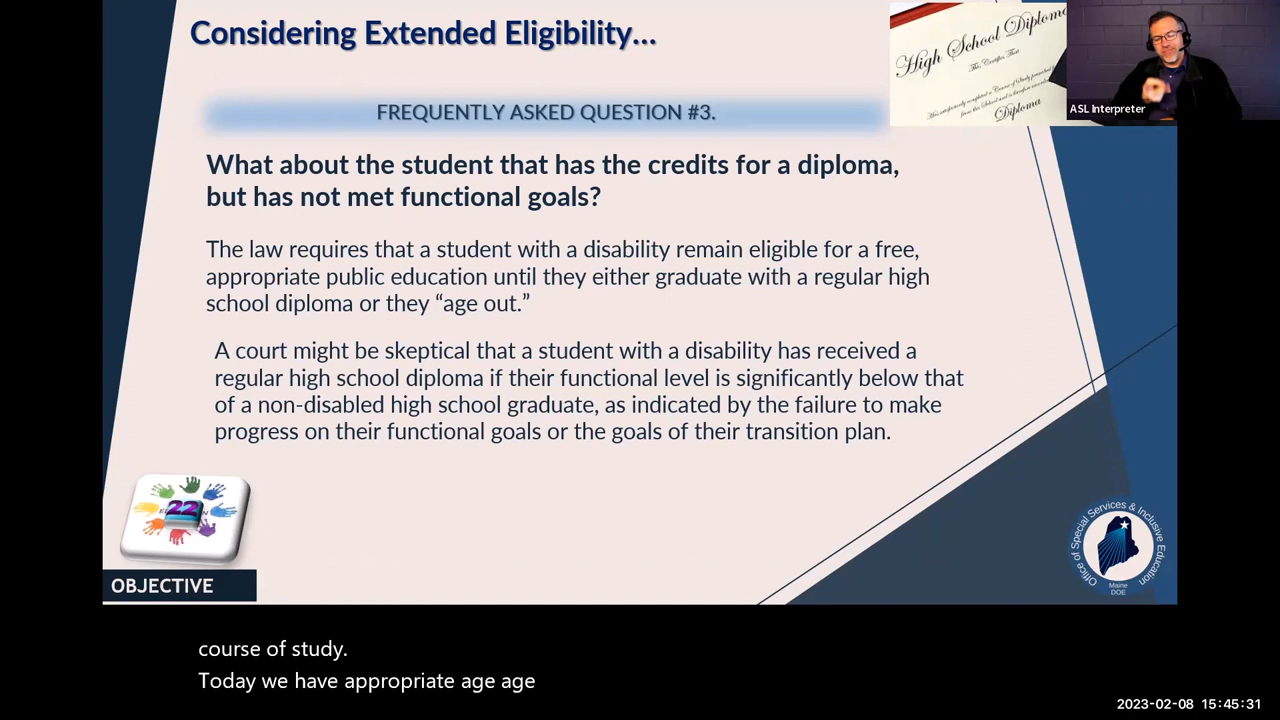 Considering Extended Eligibility...
High School Diploma
This Certifies That
Diploma
ASL Interpreter
FREQUENTLY ASKED QUESTION #3.
What about the student that has the credits for a diploma,
but has not met functional goals?
The law requires that a student with a disability remain eligible for a free,
appropriate public education until they either graduate with a regular high
school diploma or they “age out.”
A court might be skeptical that a student with a disability has received a
regular high school diploma if their functional level is significantly below that
of a non-disabled high school graduate, as indicated by the failure to make
progress on their functional goals or the goals of their transition plan.
22
OBJECTIVE
Office of Special Services & Inclusive Education
Maine
DOE
course of study.
Today we have appropriate age age
2023-02-08 15:45:31